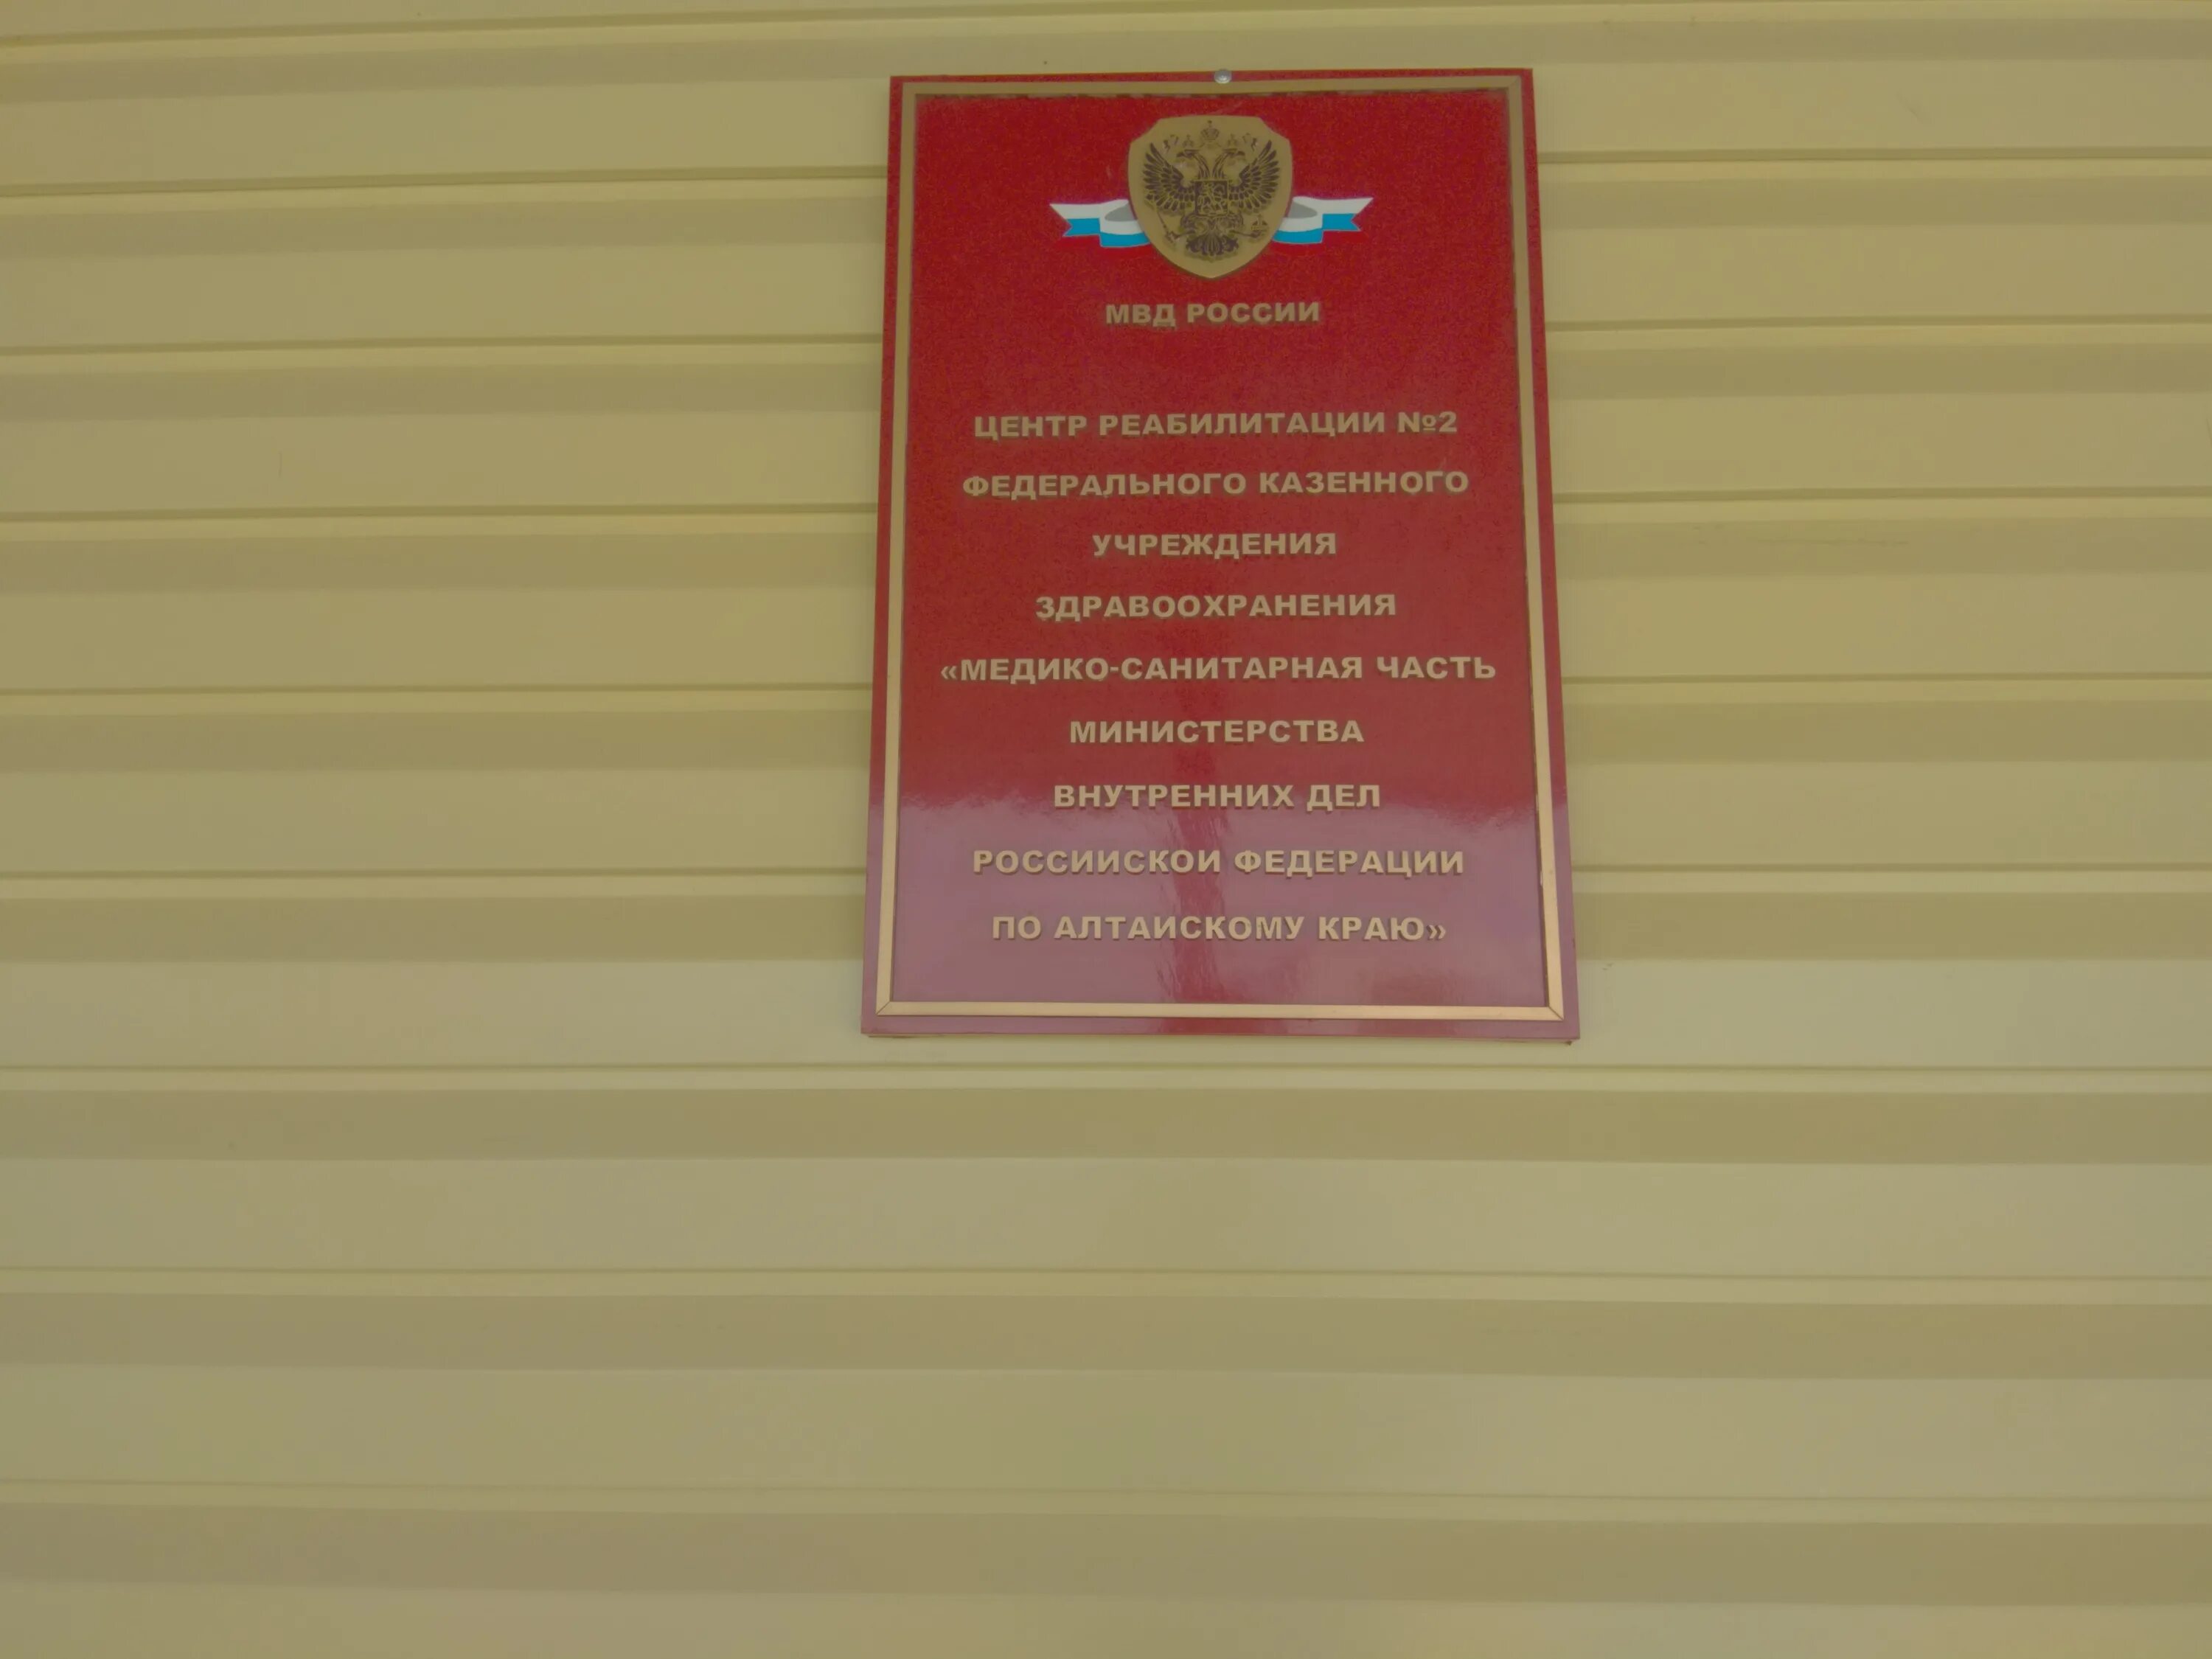 МВД РОССИИ
ЦЕНТР РЕАБИЛИТАЦИИ №2
ФЕДЕРАЛЬНОГО КАЗЕННОГО
УЧРЕЖДЕНИЯ
ЗДРАВООХРАНЕНИЯ
«МЕДИКО-САНИТАРНАЯ ЧАСТЬ
МИНИСТЕРСТВА
ВНУТРЕННИХ ДЕЛ
РОССИИСКОИ ФЕДЕРАЦИИ
ПО АЛТАИСКОМУ КРАЮ»